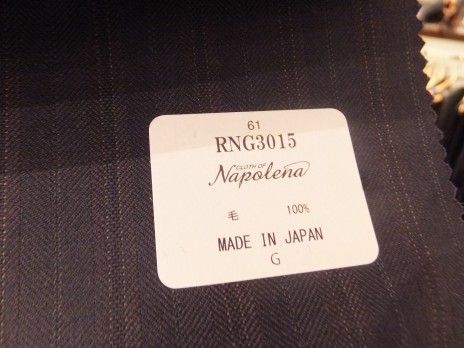 61
RNG3015
CLOTH OF
Napolena
毛 100%
MADE IN JAPAN
G